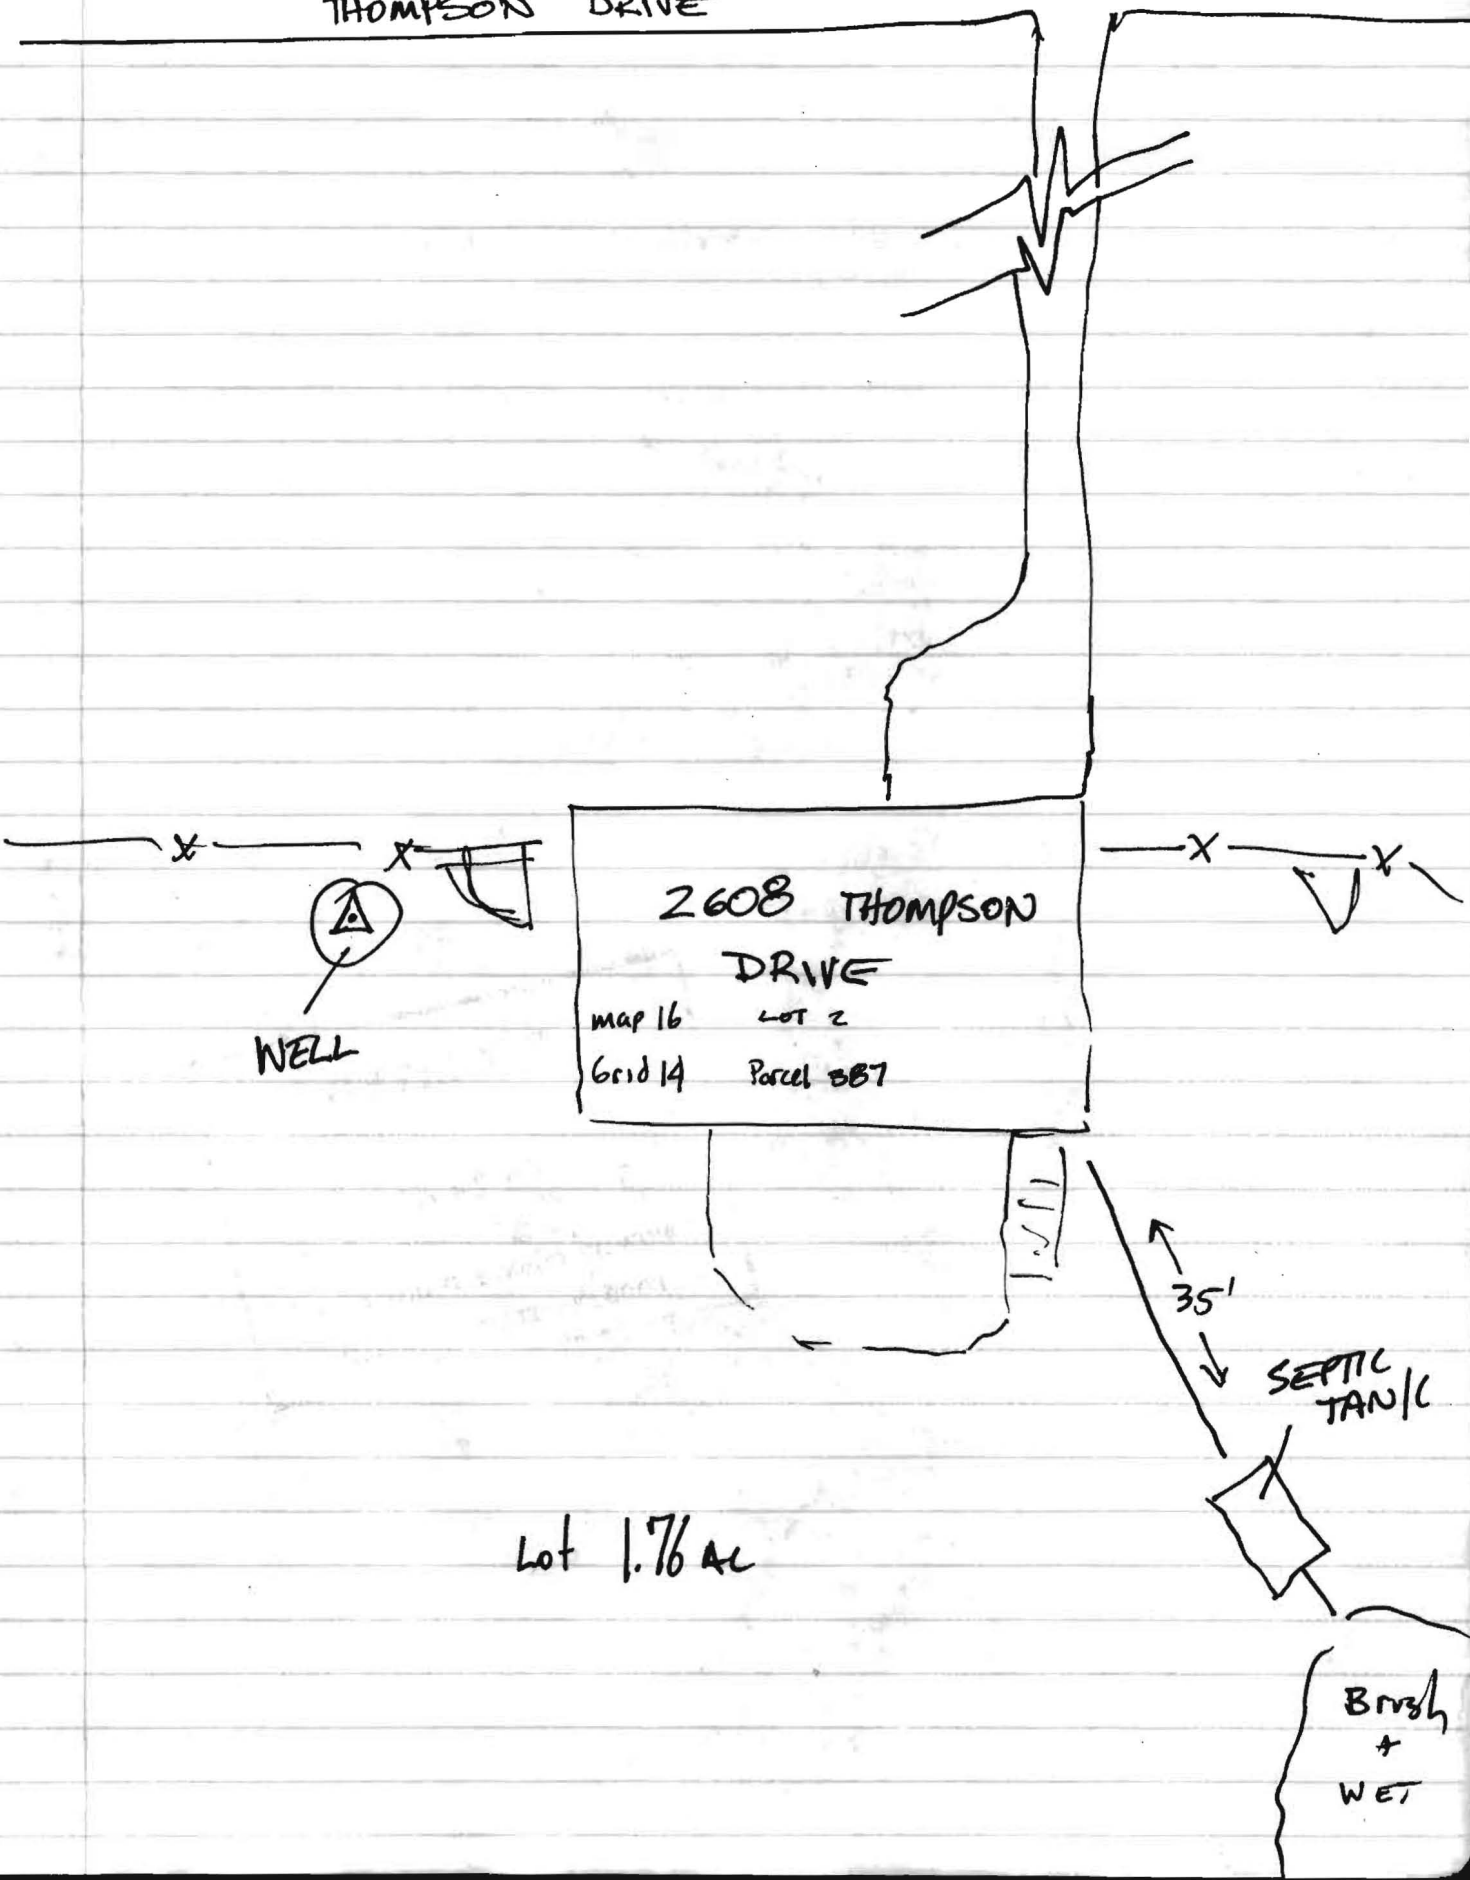 THOMPSON DRIVE
2608 THOMPSON
DRIVE
map 16 LOT 2
Grid 14 Parcel 387
WELL
35'
SEPTIC
TANK
Lot 1.76 AC
Brush
+
WET